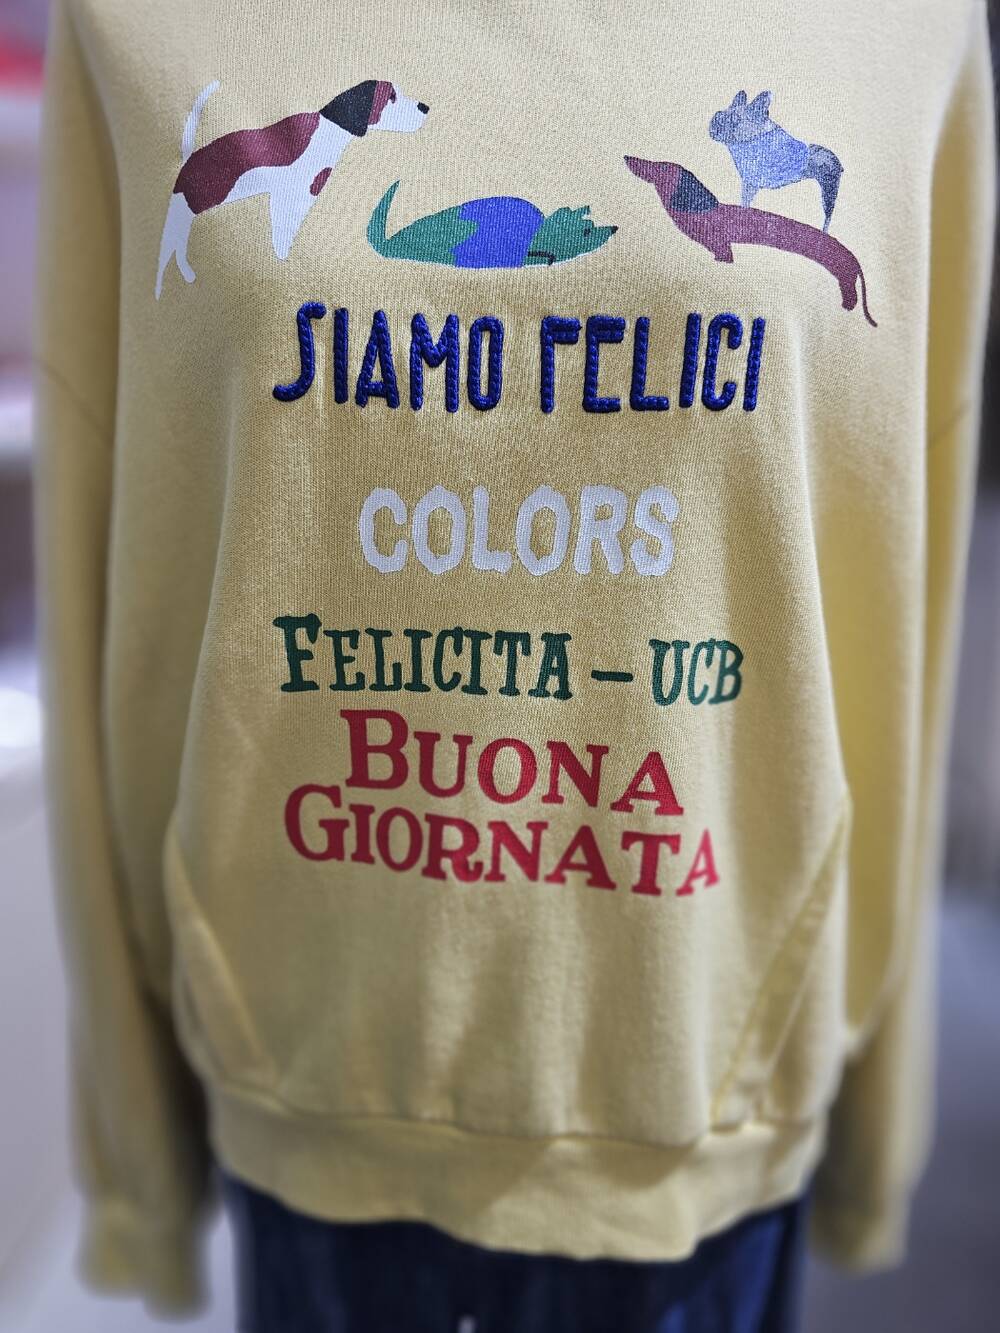 SIAMO FELICI
COLORS
FELICITA – UCB
BUONA
GIORNATA